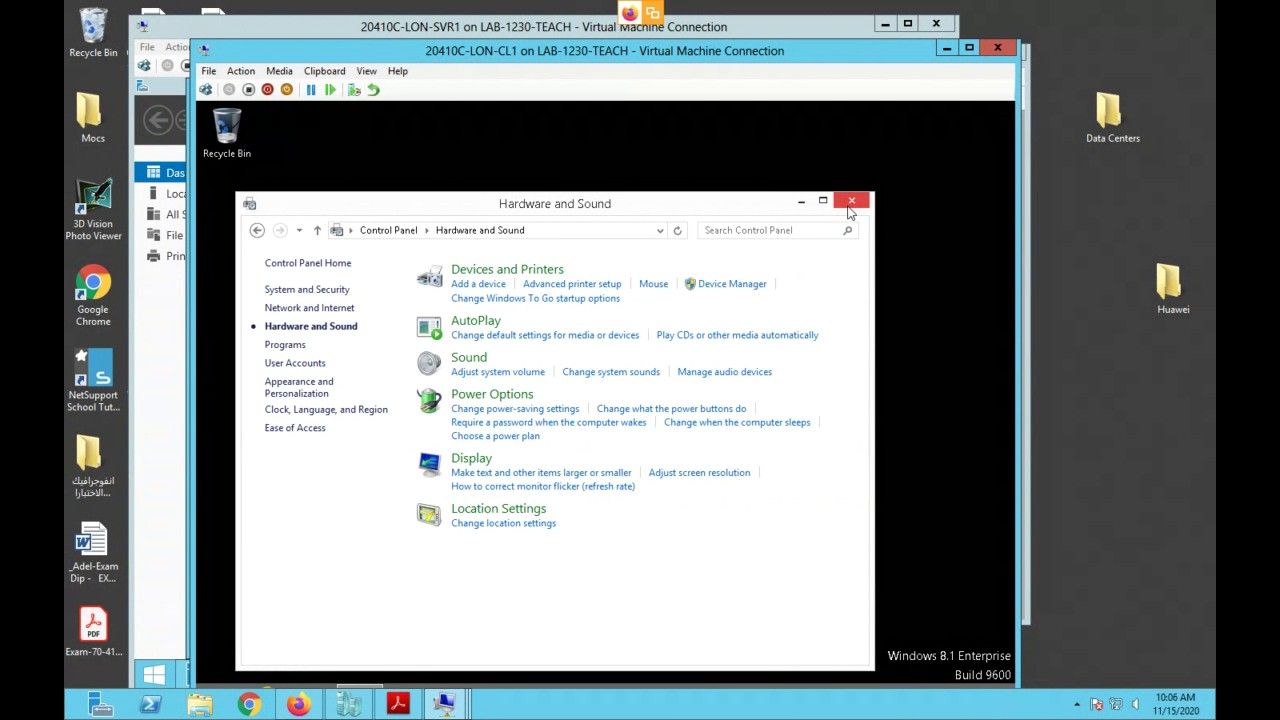 20410C-LON-SVR1 on LAB-1230-TEACH - Virtual Machine Connection
File Action
20410C-LON-CL1 on LAB-1230-TEACH - Virtual Machine Connection
File Action Media Clipboard View Help
Recycle Bin
Mocs
3D Vision
Photo Viewer
Google
Chrome
NetSupport
School Tut...
انفوجرافيك
الاختبارا...
_Adel-Exam
Dip - EX...
PDF
Exam-70-41...
Das
Loca
All S
File
Prin
Recycle Bin
Hardware and Sound
Control Panel Hardware and Sound
Search Control Panel
Control Panel Home
System and Security
Network and Internet
Hardware and Sound
Programs
User Accounts
Appearance and
Personalization
Clock, Language, and Region
Ease of Access
Devices and Printers
Add a device Advanced printer setup Mouse Device Manager
Change Windows To Go startup options
AutoPlay
Change default settings for media or devices Play CDs or other media automatically
Sound
Adjust system volume Change system sounds Manage audio devices
Power Options
Change power-saving settings Change what the power buttons do
Require a password when the computer wakes Change when the computer sleeps
Choose a power plan
Display
Make text and other items larger or smaller Adjust screen resolution
How to correct monitor flicker (refresh rate)
Location Settings
Change location settings
Windows 8.1 Enterprise
Build 9600
Data Centers
Huawei
10:06 AM
11/15/2020